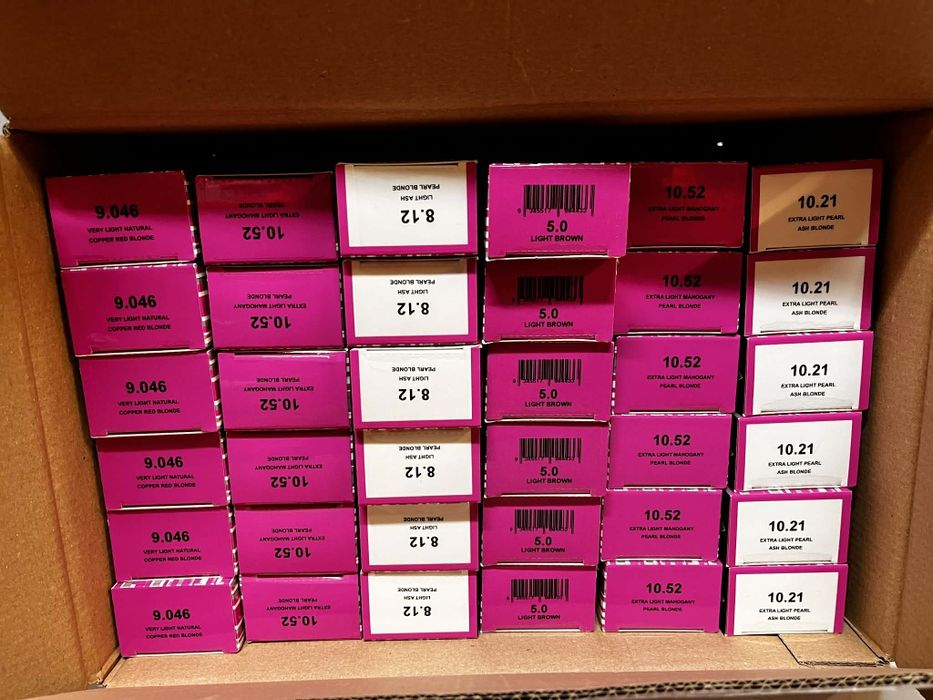 9.046
VERY LIGHT NATURAL
COPPER RED BLONDE
10.52
EXTRA LIGHT MAHOGANY
PEARL BLONDE
8.12
LIGHT ASH
PEARL BLONDE
5.0
LIGHT BROWN
10.52
EXTRA LIGHT MAHOGANY
PEARL BLONDE
10.21
EXTRA LIGHT PEARL
ASH BLONDE
9.046
VERY LIGHT NATURAL
COPPER RED BLONDE
10.52
EXTRA LIGHT MAHOGANY
PEARL BLONDE
8.12
LIGHT ASH
PEARL BLONDE
5.0
LIGHT BROWN
10.52
EXTRA LIGHT MAHOGANY
PEARL BLONDE
10.21
EXTRA LIGHT PEARL
ASH BLONDE
9.046
VERY LIGHT NATURAL
COPPER RED BLONDE
10.52
EXTRA LIGHT MAHOGANY
PEARL BLONDE
8.12
LIGHT ASH
PEARL BLONDE
5.0
LIGHT BROWN
10.52
EXTRA LIGHT MAHOGANY
PEARL BLONDE
10.21
EXTRA LIGHT PEARL
ASH BLONDE
9.046
VERY LIGHT NATURAL
COPPER RED BLONDE
10.52
EXTRA LIGHT MAHOGANY
PEARL BLONDE
8.12
LIGHT ASH
PEARL BLONDE
5.0
LIGHT BROWN
10.52
EXTRA LIGHT MAHOGANY
PEARL BLONDE
10.21
EXTRA LIGHT PEARL
ASH BLONDE
9.046
VERY LIGHT NATURAL
COPPER RED BLONDE
10.52
EXTRA LIGHT MAHOGANY
PEARL BLONDE
8.12
LIGHT ASH
PEARL BLONDE
5.0
LIGHT BROWN
10.52
EXTRA LIGHT MAHOGANY
PEARL BLONDE
10.21
EXTRA LIGHT PEARL
ASH BLONDE
9.046
VERY LIGHT NATURAL
COPPER RED BLONDE
10.52
EXTRA LIGHT MAHOGANY
PEARL BLONDE
8.12
LIGHT ASH
PEARL BLONDE
5.0
LIGHT BROWN
10.52
EXTRA LIGHT MAHOGANY
PEARL BLONDE
10.21
EXTRA LIGHT PEARL
ASH BLONDE